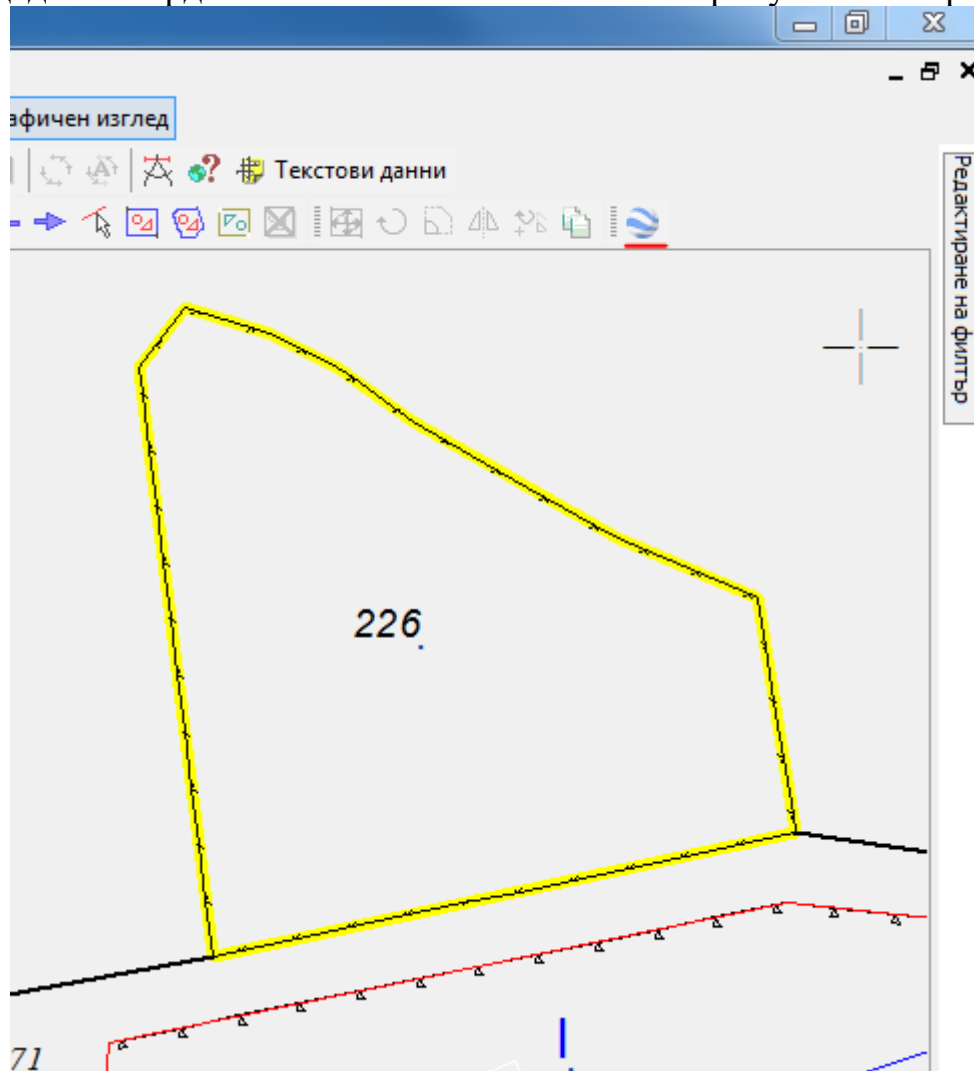 афичен изглед
Текстови данни
Редактиране на филтър
226
71